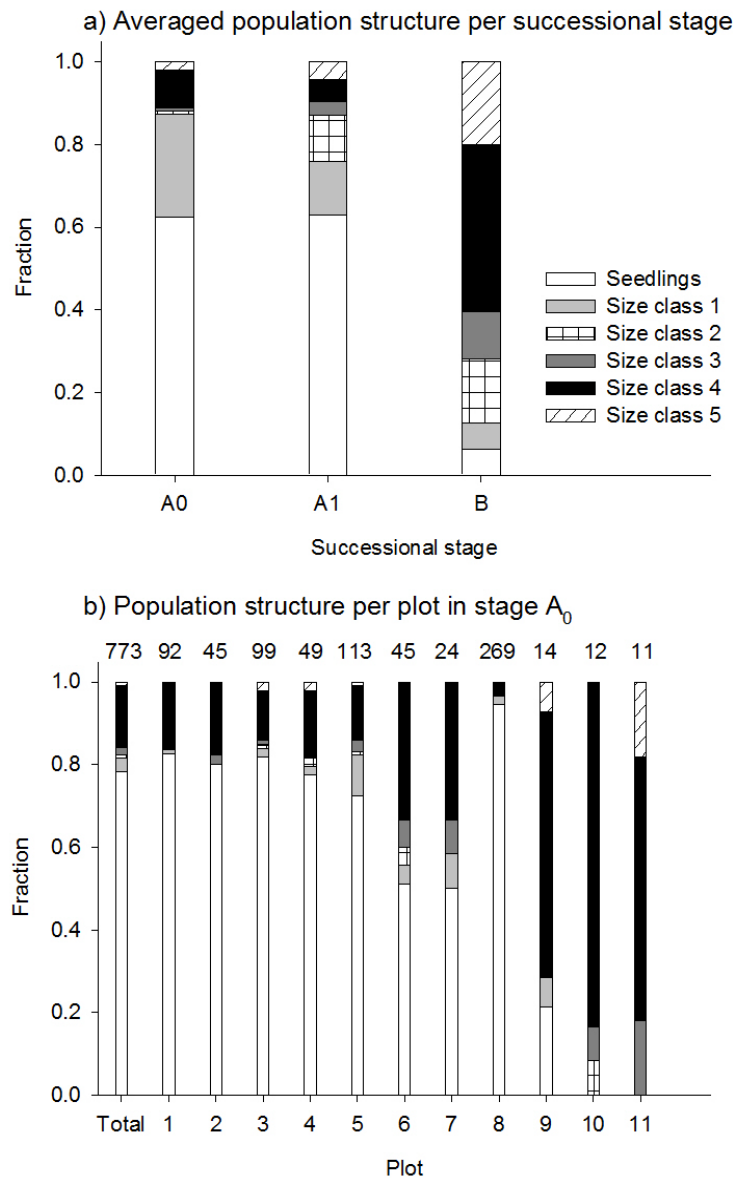 a) Averaged population structure per successional stage
1.0
0.8
0.6
0.4
0.2
0.0
Fraction
Seedlings
Size class 1
Size class 2
Size class 3
Size class 4
Size class 5
A0 A1 B
Successional stage
b) Population structure per plot in stage A0
773 92 45 99 49 113 45 24 269 14 12 11
1.0
0.8
0.6
0.4
0.2
0.0
Fraction
Total 1 2 3 4 5 6 7 8 9 10 11
Plot